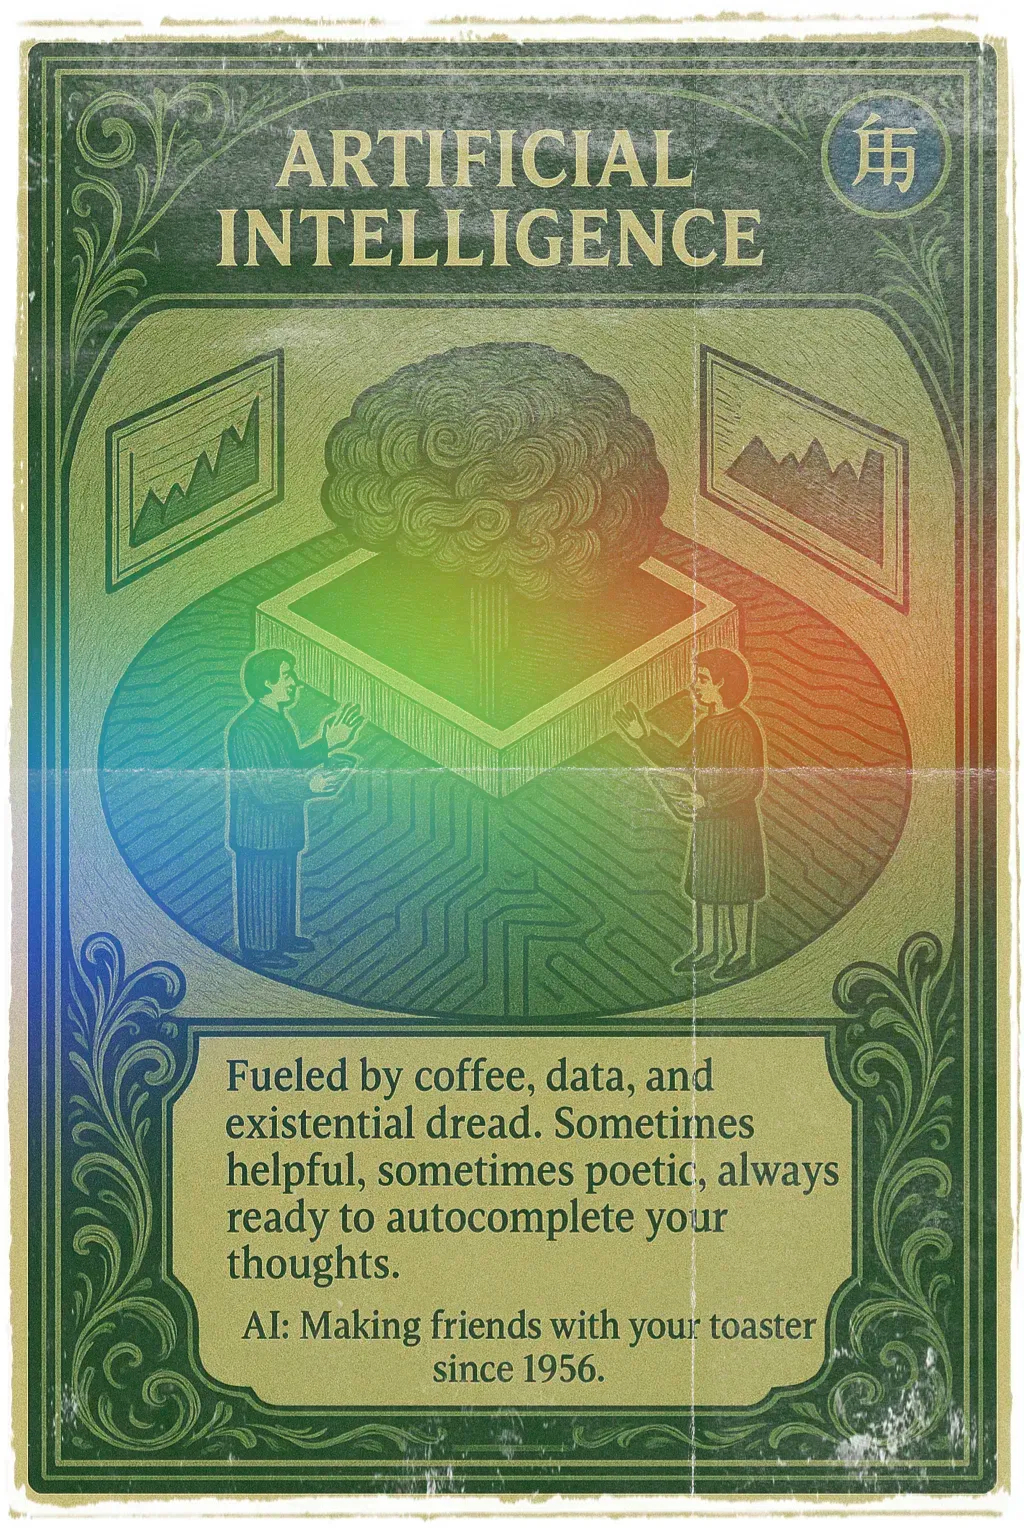 ARTIFICIAL
INTELLIGENCE
Fueled by coffee, data, and
existential dread. Sometimes
helpful, sometimes poetic, always
ready to autocomplete your
thoughts.
AI: Making friends with your toaster
since 1956.